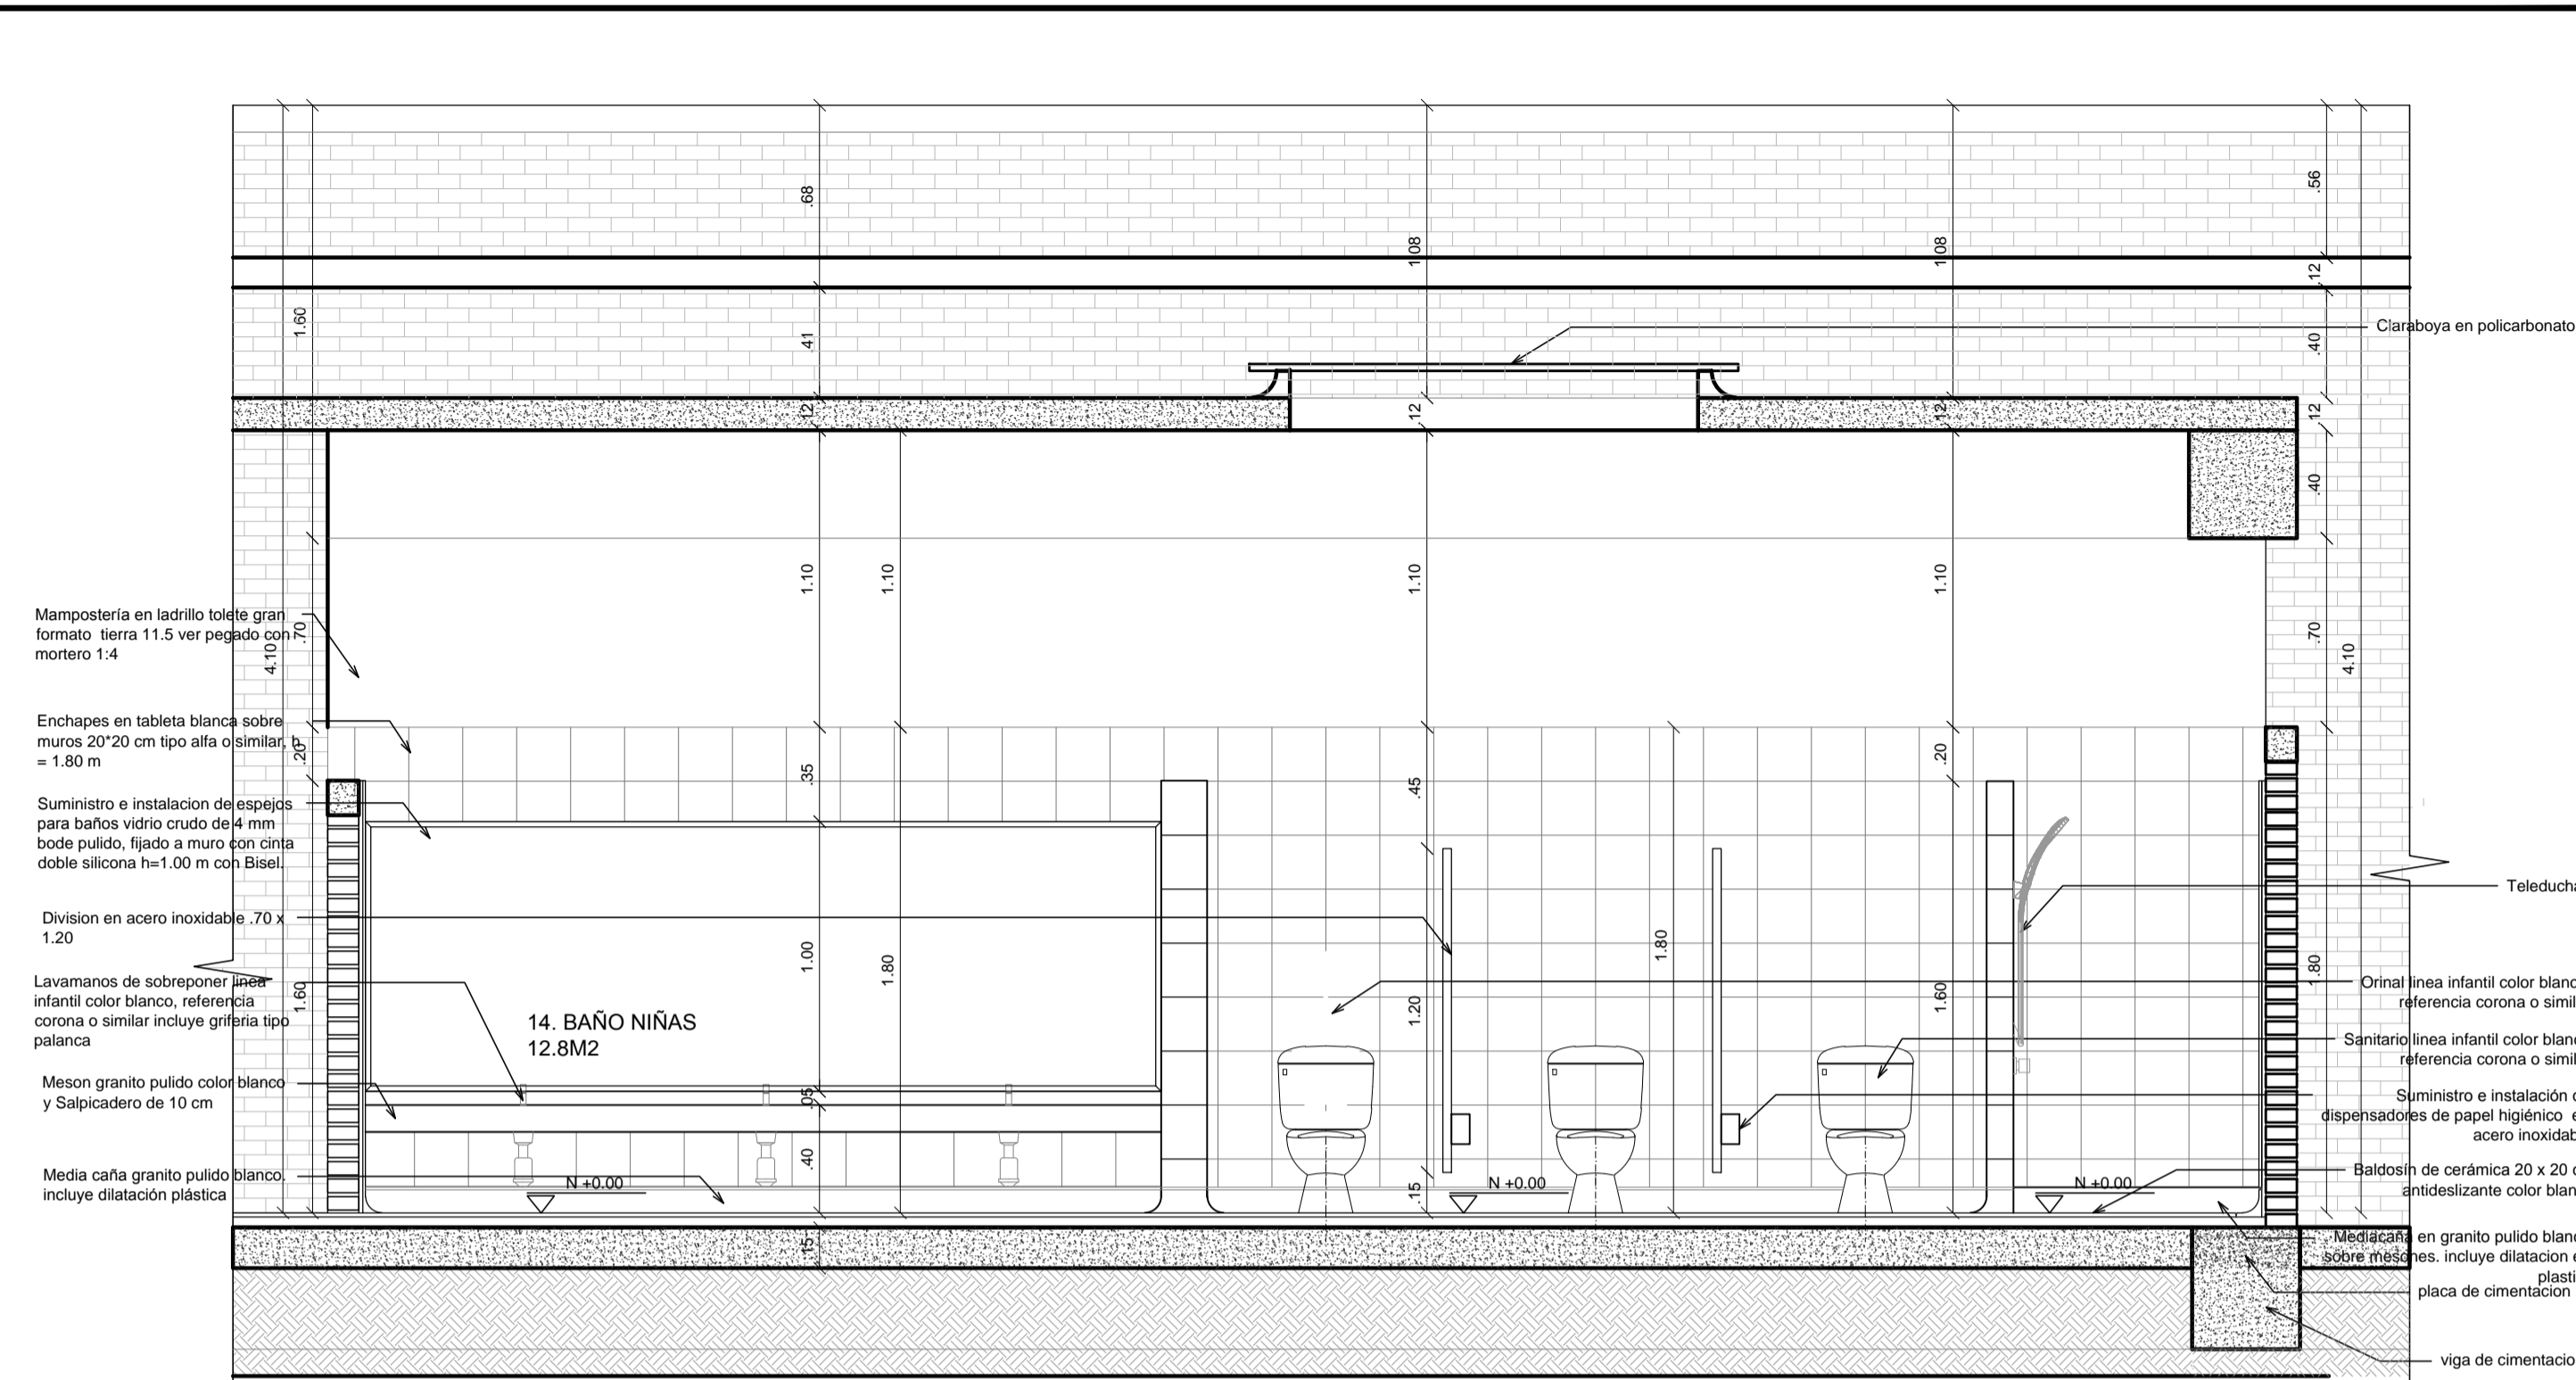 .68
1.08
1.08
.56
.12
1.60
.41
.40
Claraboya en policarbonato
.12
.12
.12
.12
.40
1.10
1.10
1.10
1.10
Mampostería en ladrillo tolete gran
formato tierra 11.5 ver pegado con
mortero 1:4
.70
4.10
.70
4.10
Enchapes en tableta blanca sobre
muros 20*20 cm tipo alfa o similar, h
= 1.80 m
.20
.35
.45
.20
Suministro e instalacion de espejos
para baños vidrio crudo de 4 mm
bode pulido, fijado a muro con cinta
doble silicona h=1.00 m con Bisel.
Teleducha
Division en acero inoxidable .70 x
1.20
1.00
1.80
1.80
1.80
Lavamanos de sobreponer linea
infantil color blanco, referencia
corona o similar incluye griferia tipo
palanca
1.60
1.20
1.60
14. BAÑO NIÑAS
12.8M2
Orinal linea infantil color blanc
referencia corona o simil
Sanitario linea infantil color blanc
referencia corona o simil
Meson granito pulido color blanco
y Salpicadero de 10 cm
.05
Suministro e instalación
dispensadores de papel higiénico
acero inoxidab
Media caña granito pulido blanco.
incluye dilatación plástica
.40
.15
N +0.00
N +0.00
N +0.00
Baldosín de cerámica 20 x 20
antideslizante color blan
.15
Mediacaña en granito pulido blanc
sobre mesones. incluye dilatacion
plasti
placa de cimentacion
viga de cimentacio